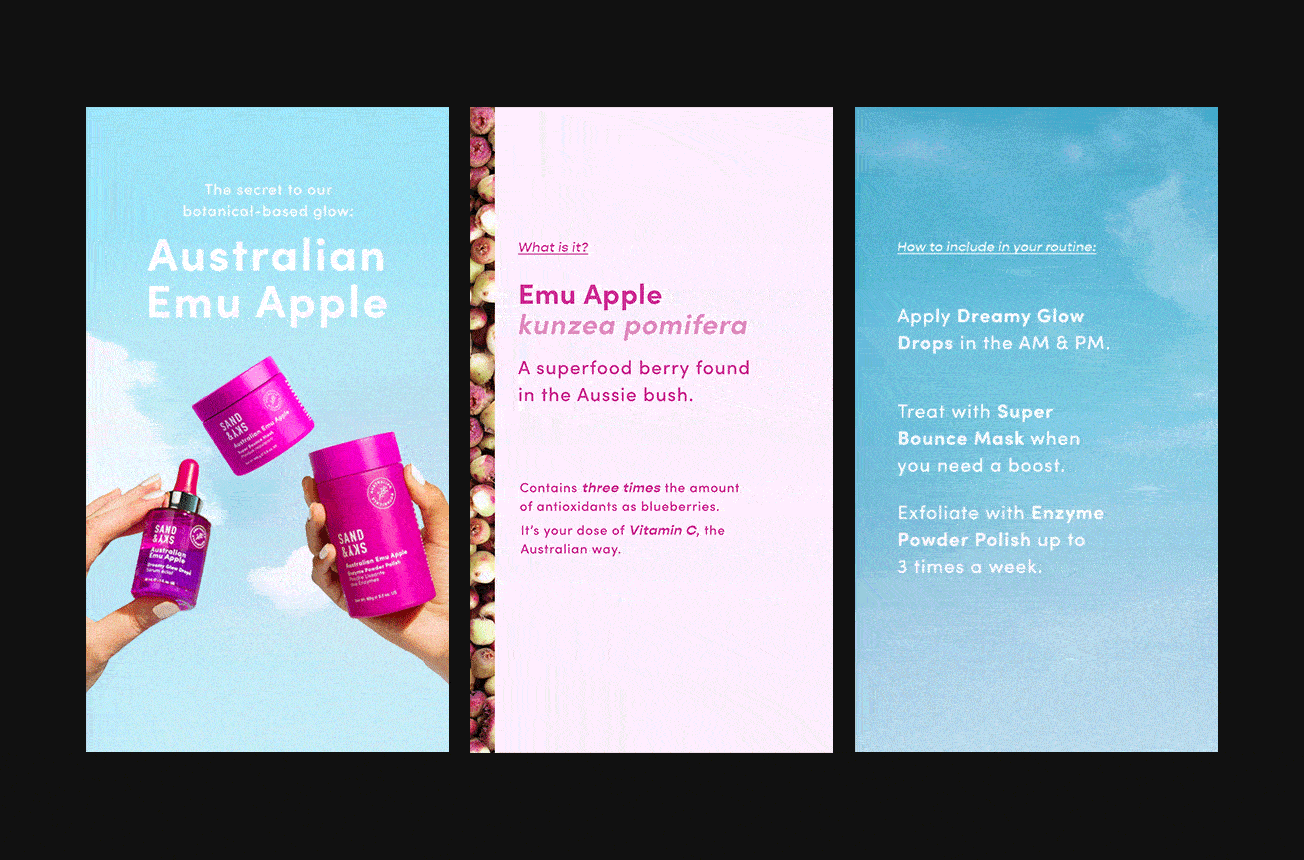 The secret to our
botanical-based glow:
Australian
Emu Apple
SAND
&SKY
Australian Emu Apple
Super Bounce Mask
SAND
&SKY
Australian
Emu Apple
Dreamy Glow Drops
SAND
&SKY
Australian Emu Apple
Enzyme Powder Polish
What is it?
Emu Apple
kunzea pomifera
A superfood berry found
in the Aussie bush.
Contains three times the amount
of antioxidants as blueberries.
It's your dose of Vitamin C, the
Australian way.
How to include in your routine:
Apply Dreamy Glow
Drops in the AM & PM.
Treat with Super
Bounce Mask when
you need a boost.
Exfoliate with Enzyme
Powder Polish up to
3 times a week.